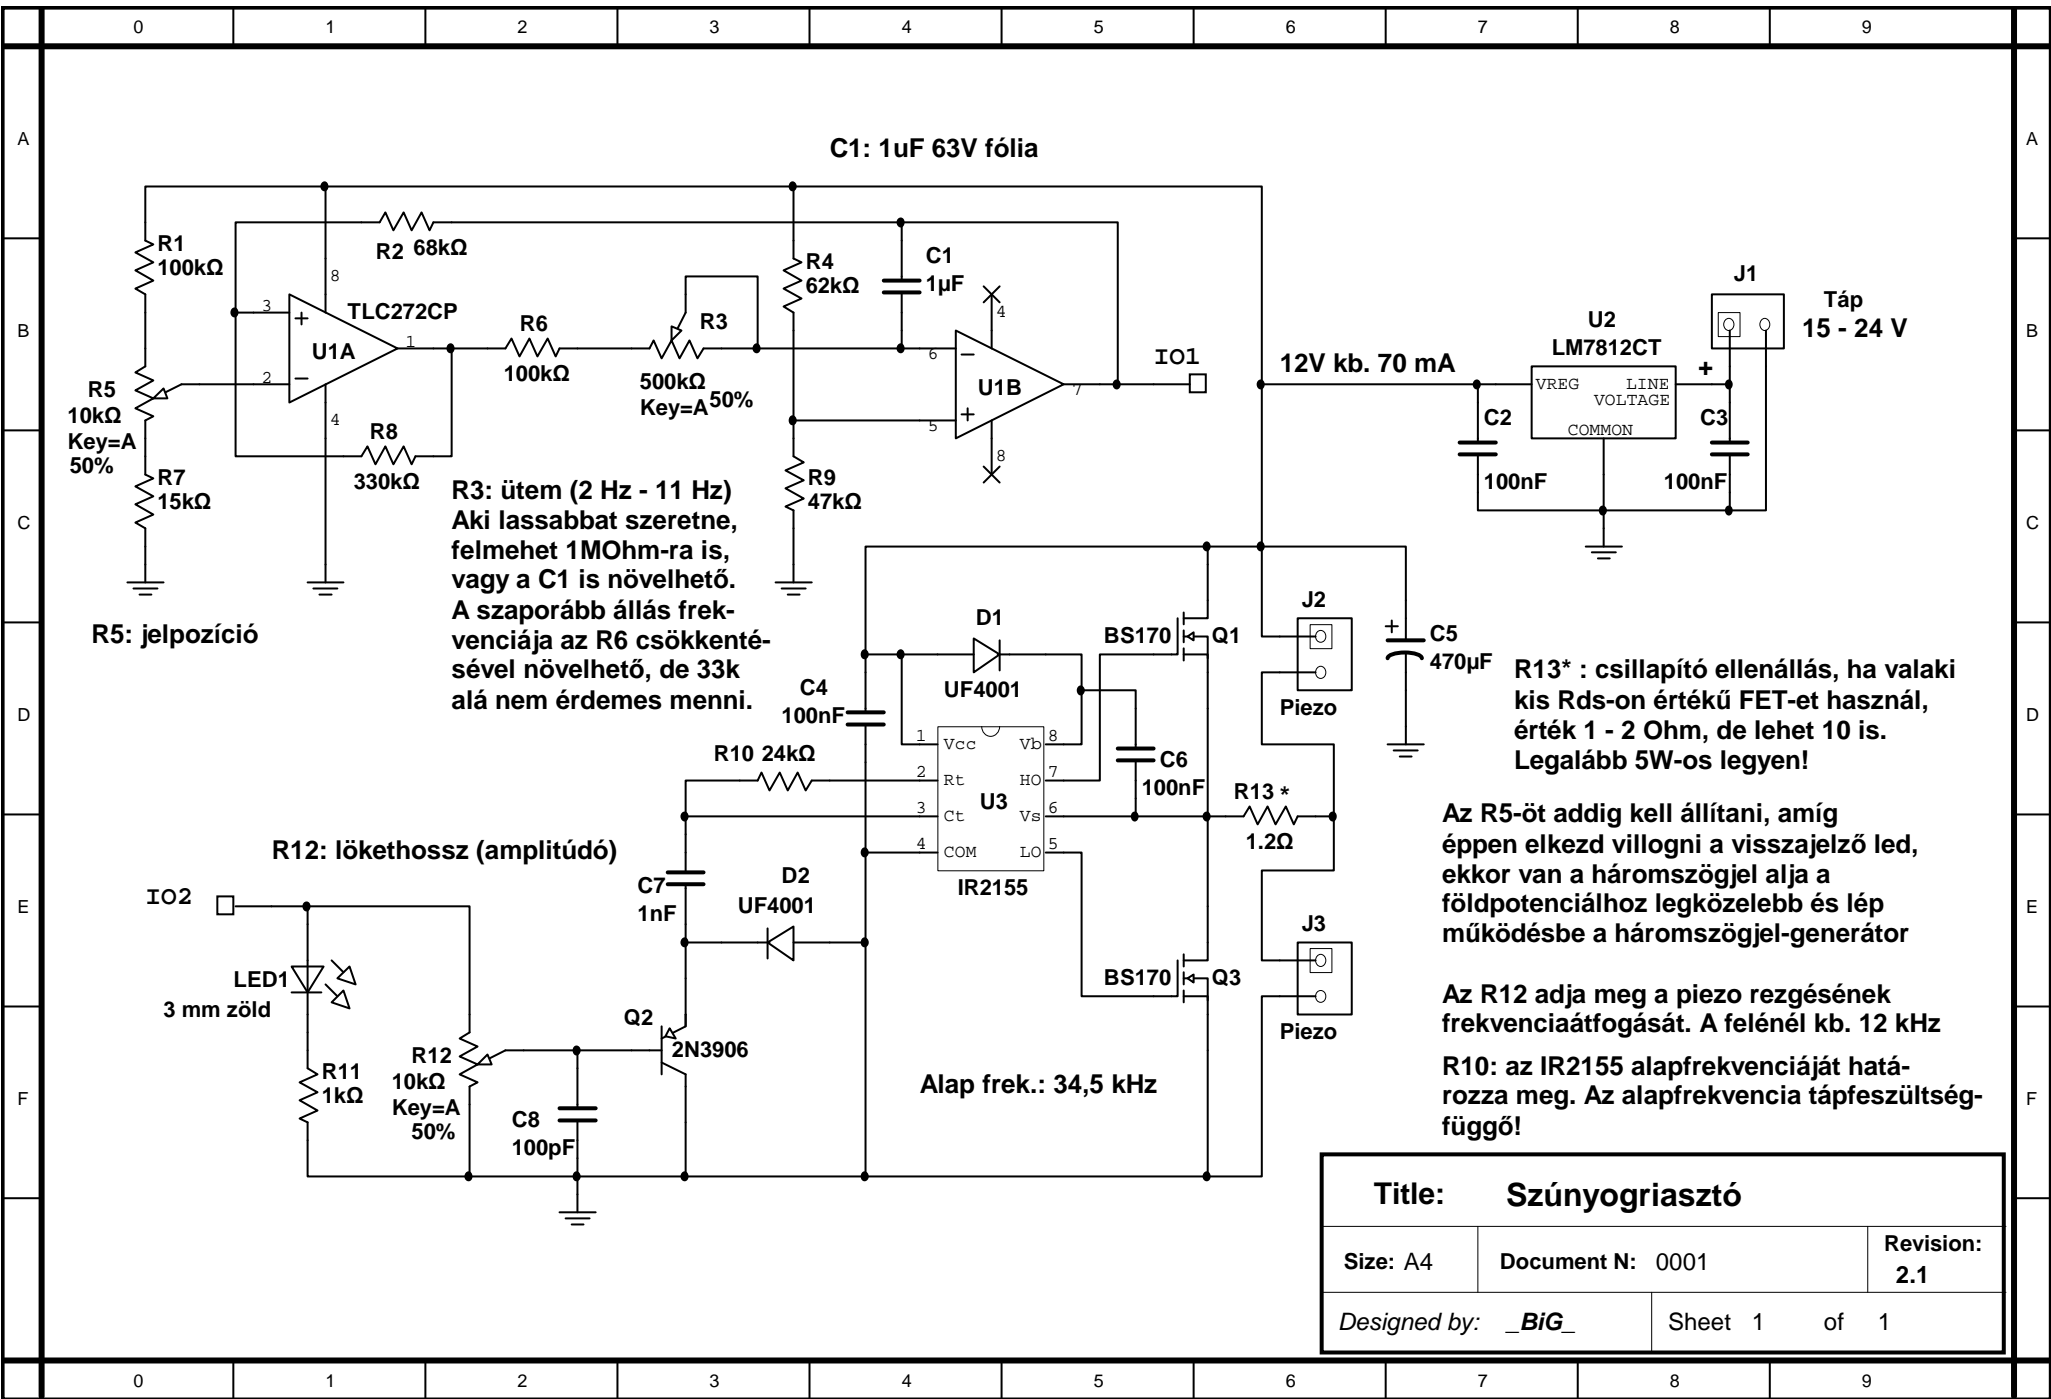 0 1 2 3 4 5 6 7 8 9
A
A
B
B
C
C
D
D
E
E
F
F
C1: 1uF 63V fólia
R1
100kΩ
R2 68kΩ
8
3
TLC272CP
U1A
1
2
4
R5
10kΩ
Key=A
50%
R8
330kΩ
R7
15kΩ
R6
100kΩ
R3
500kΩ
Key=A 50%
R4
62kΩ
C1
1µF
4
6
U1B
7
5
8
IO1
R9
47kΩ
12V kb. 70 mA
U2
LM7812CT
VREG
LINE
VOLTAGE
COMMON
+
J1
Táp
15 - 24 V
C2
100nF
C3
100nF
R5: jelpozíció
R3: ütem (2 Hz - 11 Hz)
Aki lassabbat szeretne,
felmehet 1MOhm-ra is,
vagy a C1 is növelhető.
A szaporább állás frek-
venciája az R6 csökkenté-
sével növelhető, de 33k
alá nem érdemes menni.
D1
UF4001
BS170
Q1
J2
Piezo
+
C5
470µF
C4
100nF
R10 24kΩ
1 Vcc
Vb 8
2 Rt
HO 7
3 Ct
Vs 6
4 COM
LO 5
U3
IR2155
C6
100nF
R13 *
1.2Ω
R13* : csillapító ellenállás, ha valaki
kis Rds-on értékű FET-et használ,
érték 1 - 2 Ohm, de lehet 10 is.
Legalább 5W-os legyen!
Az R5-öt addig kell állítani, amíg
éppen elkezd villogni a visszajelző led,
ekkor van a háromszögjel alja a
földpotenciálhoz legközelebb és lép
működésbe a háromszögjel-generátor
R12: lökethossz (amplitúdó)
IO2
C7
1nF
D2
UF4001
LED1
3 mm zöld
R11
1kΩ
R12
10kΩ
Key=A
50%
C8
100pF
Q2
2N3906
BS170
Q3
J3
Piezo
Alap frek.: 34,5 kHz
Az R12 adja meg a piezo rezgésének
frekvenciaátfogását. A felénél kb. 12 kHz
R10: az IR2155 alapfrekvenciáját hatá-
rozza meg. Az alapfrekvencia tápfeszültség-
függő!
Title: Szúnyogriasztó
Size: A4
Document N: 0001
Revision:
2.1
Designed by: _BiG_
Sheet 1 of 1
0 1 2 3 4 5 6 7 8 9